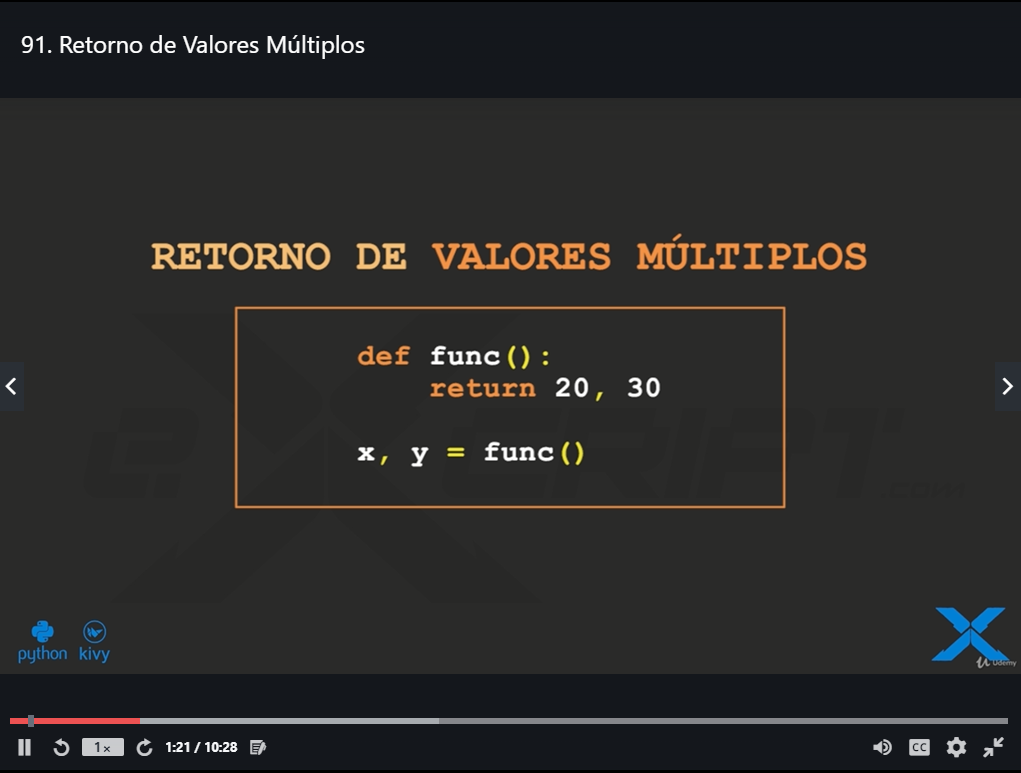 91. Retorno de Valores Múltiplos
RETORNO DE VALORES MÚLTIPLOS
def func():
    return 20, 30
x, y = func()
python kivy
Udemy
1x
1:21 / 10:28
CC